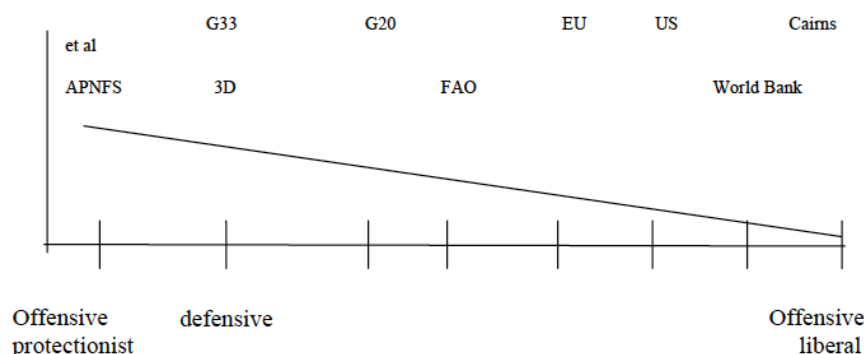 G33 G20 EU US Cairns
et al
APNFS 3D FAO World Bank
Offensive defensive Offensive
protectionist liberal